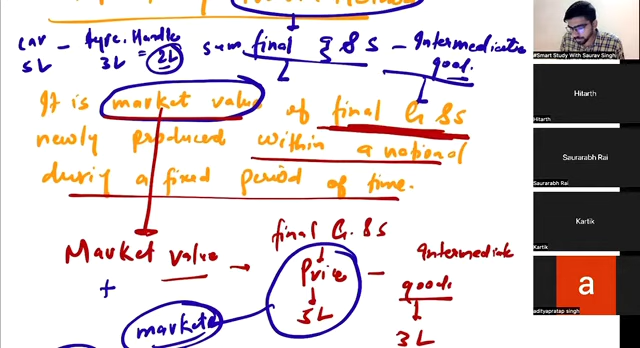 car - type. Handle sum final G & S - Intermediate
5L 3L = 2L good.
It is market value of final G & S
newly produced within a national
during a fixed period of time.
final G. & S
Market value → Price - Intermediate
+ 5L good.
market 3L
#Smart Study With Saurav Singh
Hitarth
Hitarth
Saurarabh Rai
Saurarabh Rai
Kartik
Kartik
a
adityapratap singh